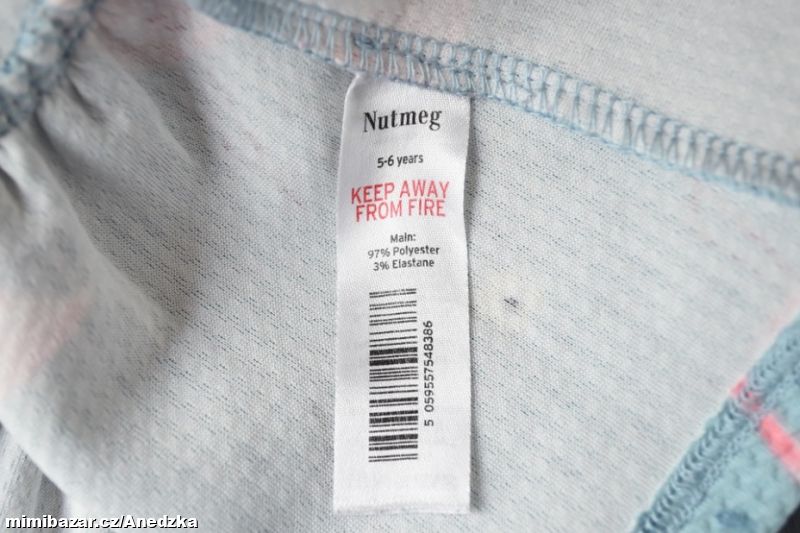 Nutmeg
5-6 years
KEEP AWAY
FROM FIRE
Main:
97% Polyester
3% Elastane
5 059557548386
mimibazar.cz/Anedzka